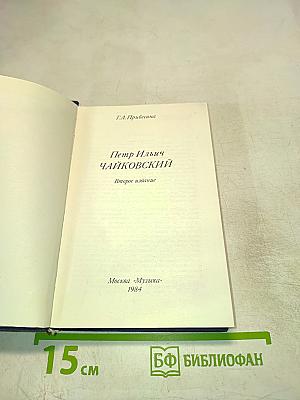 Г.А. Прибегина
Петр Ильич
ЧАЙКОВСКИЙ
Второе издание
Москва «Музыка»
1984
15 см
БФ БИБЛИОФАН